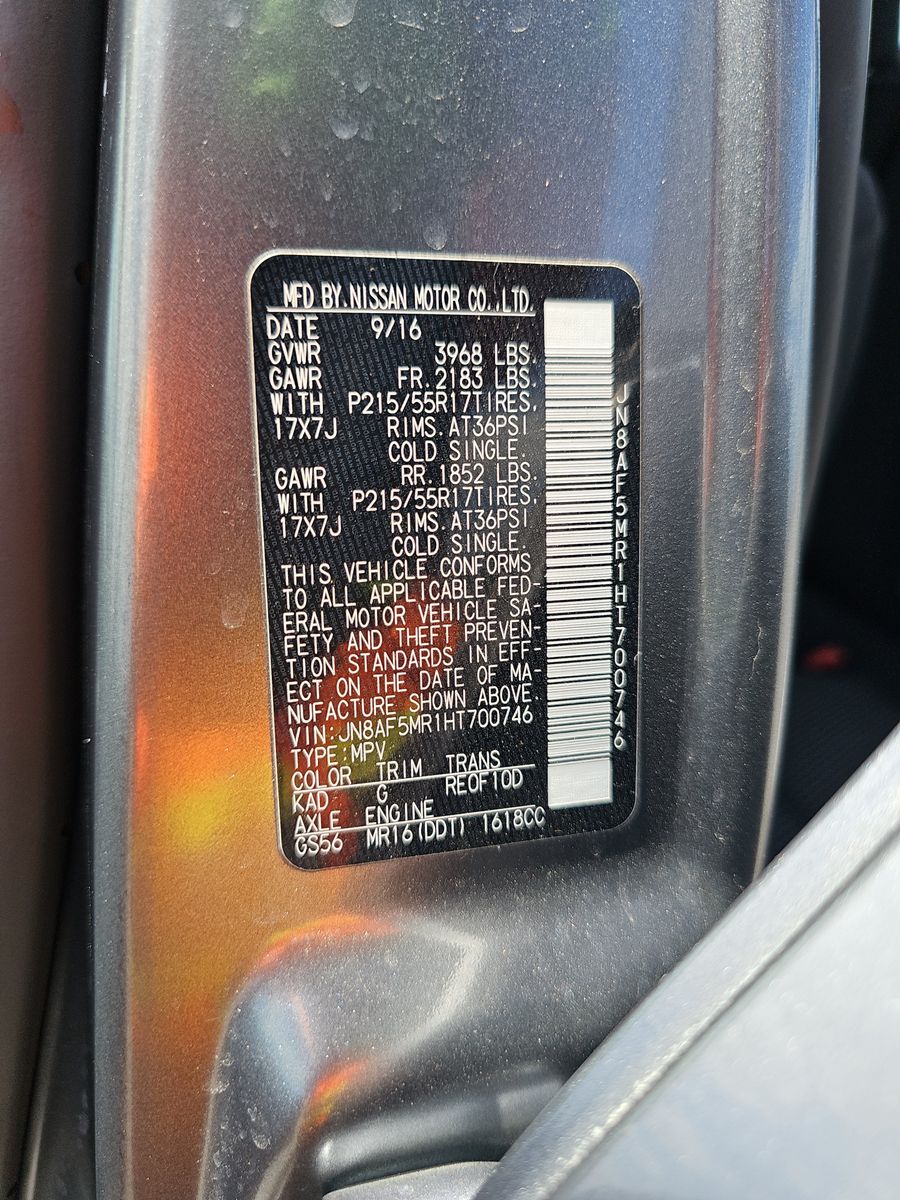 MFD BY.NISSAN MOTOR CO.,LTD.
DATE 9/16
GVWR 3968 LBS.
GAWR FR.2183 LBS.
WITH P215/55R17TIRES,
17X7J RIMS.AT36PSI
COLD SINGLE.
GAWR RR.1852 LBS.
WITH P215/55R17TIRES,
17X7J RIMS.AT36PSI
COLD SINGLE
THIS VEHICLE CONFORMS
TO ALL APPLICABLE FED-
ERAL MOTOR VEHICLE SA-
FETY AND THEFT PREVEN-
TION STANDARDS IN EFF-
ECT ON THE DATE OF MA-
NUFACTURE SHOWN ABOVE.
VIN:JN8AF5MR1HT700746
TYPE:MPV
COLOR TRIM TRANS
KAD G RE0F10D
AXLE ENGINE
GS56 MR16(DDT) 1618CC
JN8AF5MR1HT700746